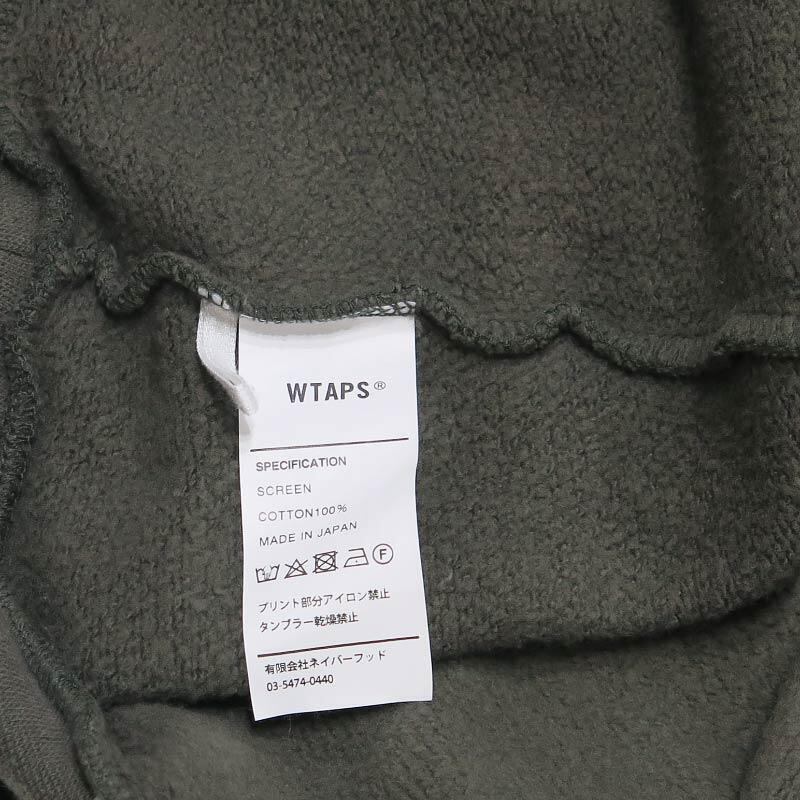 WTAPS®
SPECIFICATION
SCREEN
COTTON100%
MADE IN JAPAN
F
プリント部分アイロン禁止
タンブラー乾燥禁止
有限会社ネイバーフッド
03-5474-0440